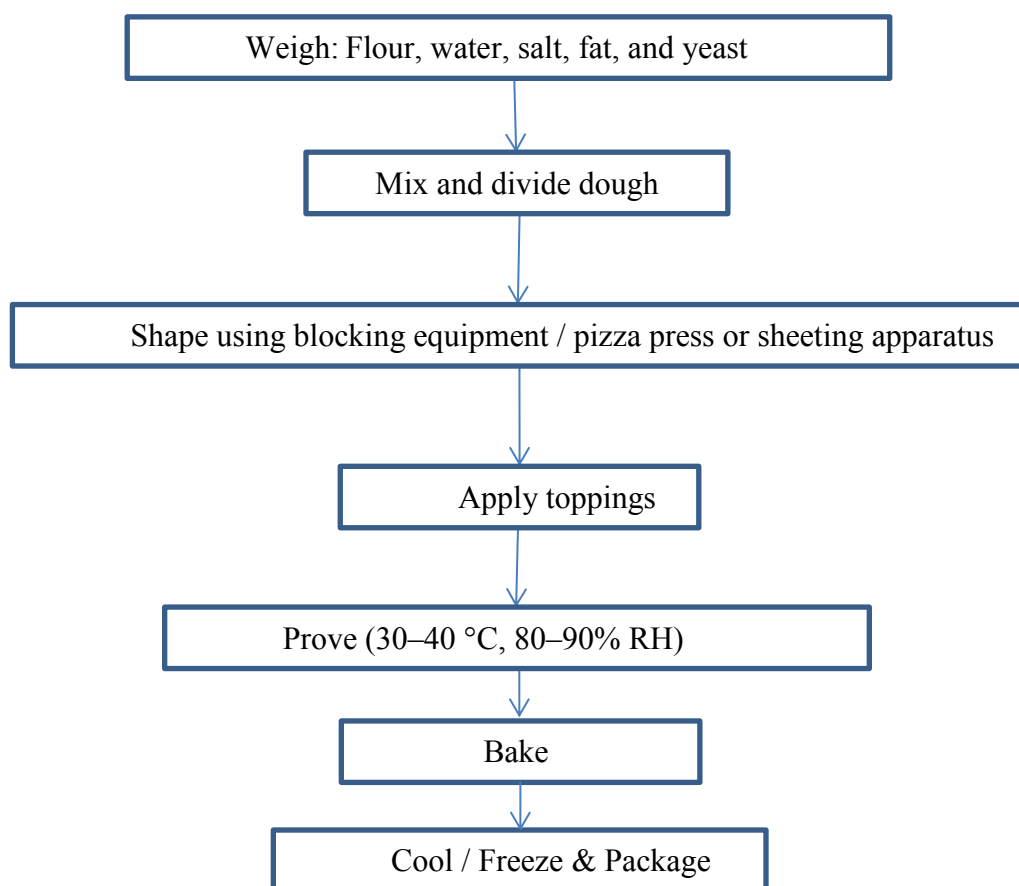 Weigh: Flour, water, salt, fat, and yeast
Mix and divide dough
Shape using blocking equipment / pizza press or sheeting apparatus
Apply toppings
Prove (30–40 °C, 80–90% RH)
Bake
Cool / Freeze & Package